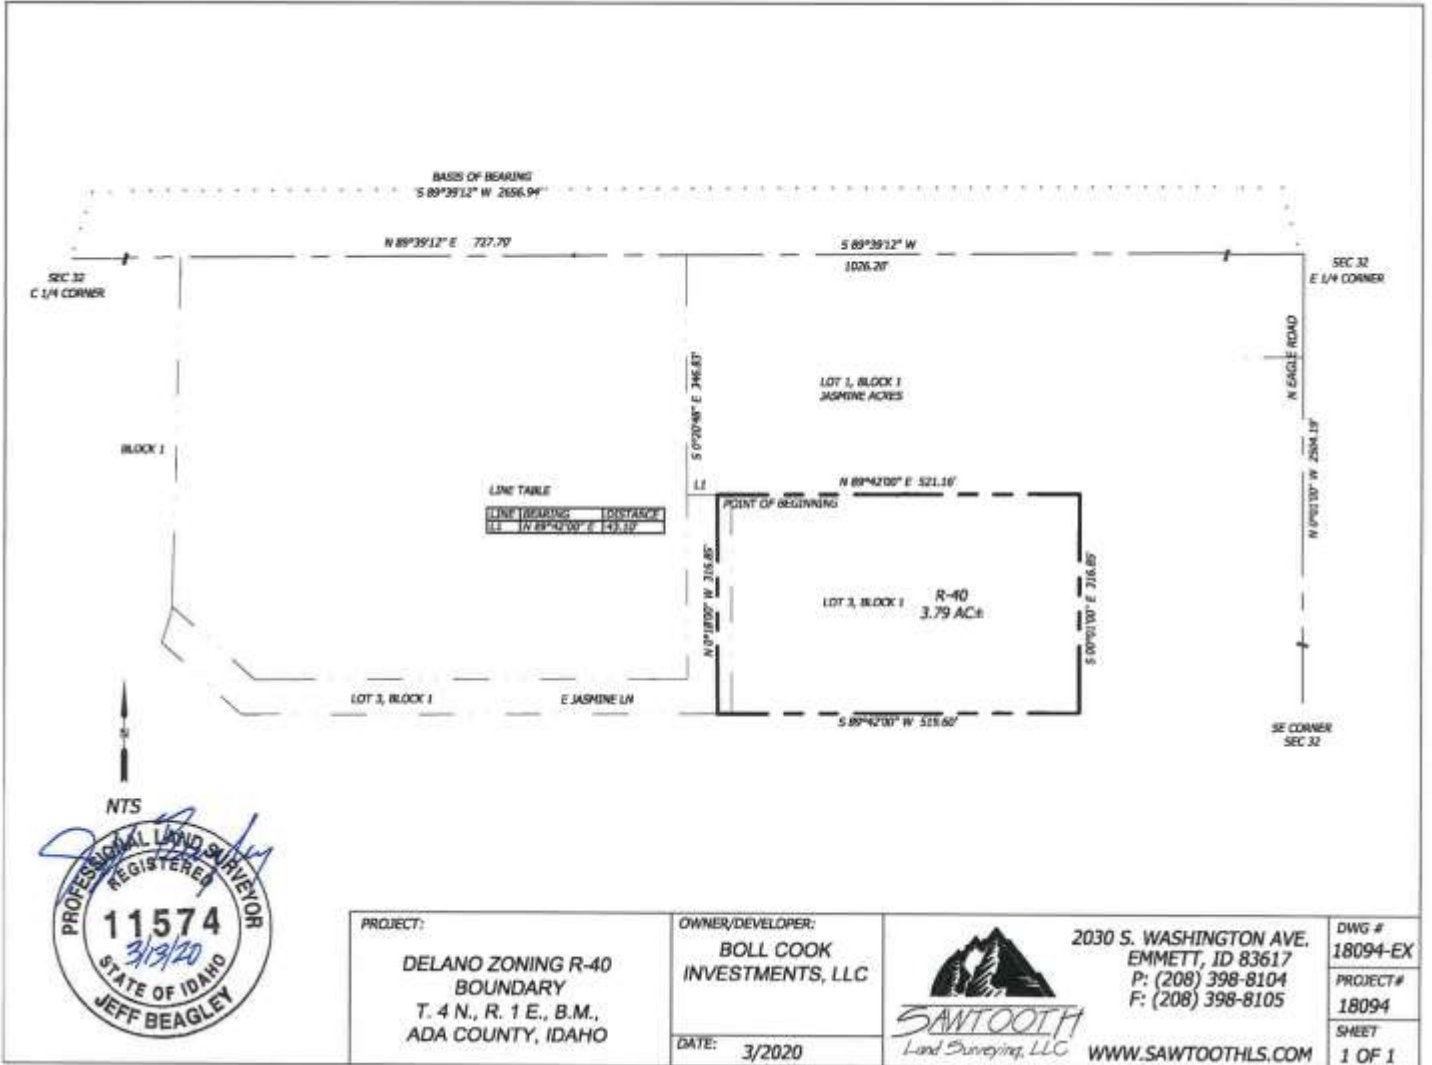 BASIS OF BEARING
S 89°39'12" W 2656.94'
N 89°39'12" E 727.70'
S 89°39'12" W
1026.20'
SEC 32
C 1/4 CORNER
SEC 32
E 1/4 CORNER
N EAGLE ROAD
S 0°20'48" E 346.83'
LOT 1, BLOCK 1
JASMINE ACRES
BLOCK 1
N 0°01'00" W 2504.19'
LINE TABLE
LINE BEARING DISTANCE
L1 N 89°42'00" E 43.10'
L1
N 89°42'00" E 521.16'
POINT OF BEGINNING
N 0°18'00" W 316.85'
LOT 3, BLOCK 1
R-40
3.79 AC±
S 00°01'00" E 316.85'
LOT 3, BLOCK 1
E JASMINE LN
S 89°42'00" W 519.60'
SE CORNER
SEC 32
NTS
PROFESSIONAL LAND SURVEYOR
REGISTERED
11574
3/13/20
STATE OF IDAHO
JEFF BEAGLEY
PROJECT:
DELANO ZONING R-40
BOUNDARY
T. 4 N., R. 1 E., B.M.,
ADA COUNTY, IDAHO
OWNER/DEVELOPER:
BOLL COOK
INVESTMENTS, LLC
DATE: 3/2020
SAWTOOTH
Land Surveying, LLC
2030 S. WASHINGTON AVE.
EMMETT, ID 83617
P: (208) 398-8104
F: (208) 398-8105
WWW.SAWTOOTHLS.COM
DWG #
18094-EX
PROJECT#
18094
SHEET
1 OF 1